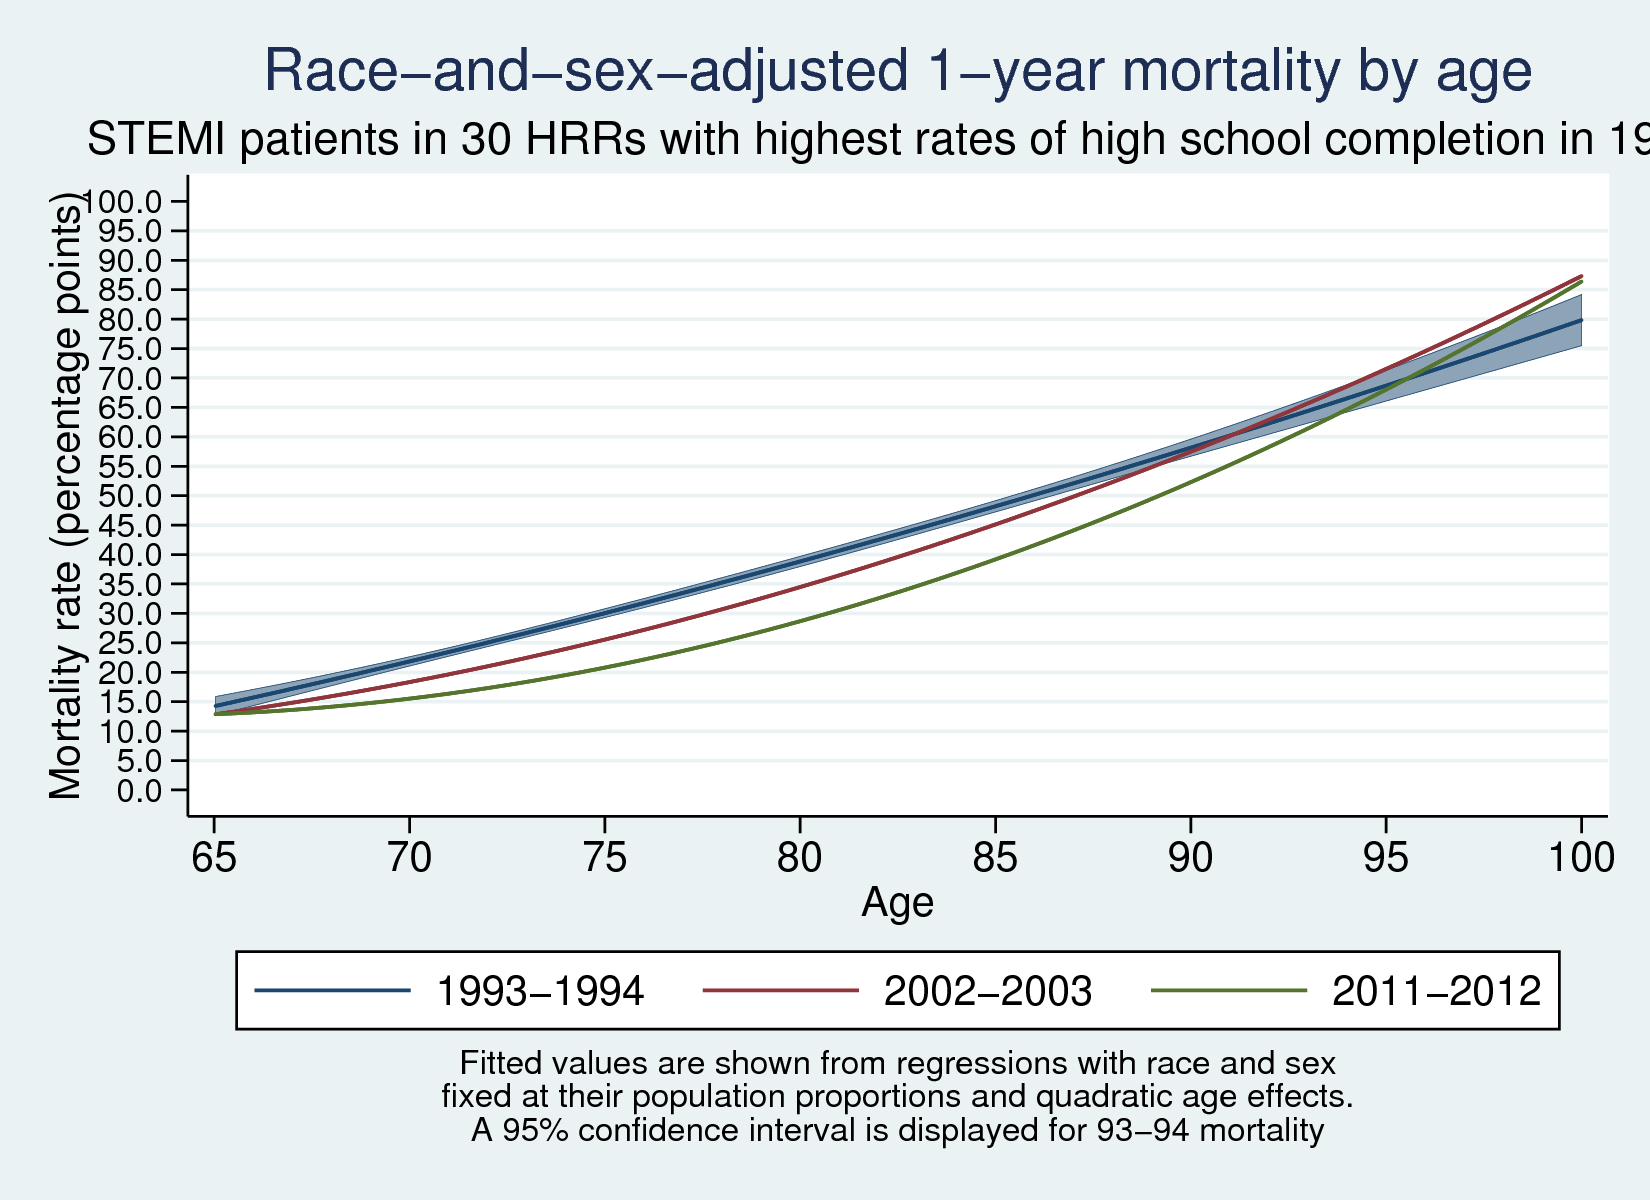 Race–and–sex–adjusted 1–year mortality by age
STEMI patients in 30 HRRs with highest rates of high school completion in 19
Mortality rate (percentage points)
100.0
95.0
90.0
85.0
80.0
75.0
70.0
65.0
60.0
55.0
50.0
45.0
40.0
35.0
30.0
25.0
20.0
15.0
10.0
5.0
0.0
65 70 75 80 85 90 95 100
Age
1993–1994 2002–2003 2011–2012
Fitted values are shown from regressions with race and sex
fixed at their population proportions and quadratic age effects.
A 95% confidence interval is displayed for 93–94 mortality